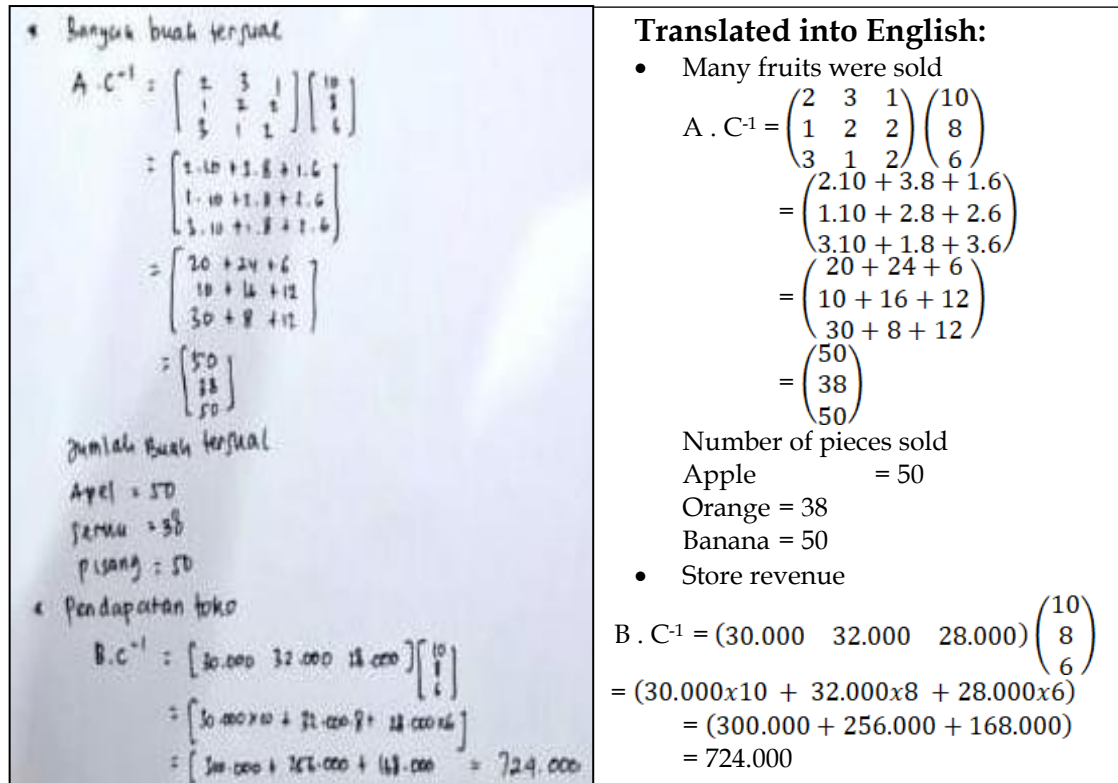 • Banyak buah terjual
A . C⁻¹ = [ 2 3 1 ] [ 10 ]
1 2 2 8
3 1 2 6
= [ 2.10 + 3.8 + 1.6 ]
1.10 + 2.8 + 2.6
3.10 + 1.8 + 2.6
= [ 20 + 24 + 6 ]
10 + 16 + 12
30 + 8 + 12
= [ 50 ]
38
50
Jumlah Buah terjual
Apel = 50
Jeruk = 38
Pisang = 50
• Pendapatan toko
B.C⁻¹ = [ 30.000 32.000 28.000 ] [ 10 ]
8
6
= [ 30.000x10 + 32.000.8 + 28.000x6 ]
= [ 300.000 + 256.000 + 168.000 = 724.000
Translated into English:
• Many fruits were sold
A . C⁻¹ = ( 2 3 1 ) ( 10 )
1 2 2 8
3 1 2 6
= ( 2.10 + 3.8 + 1.6 )
1.10 + 2.8 + 2.6
3.10 + 1.8 + 3.6
= ( 20 + 24 + 6 )
10 + 16 + 12
30 + 8 + 12
= ( 50 )
38
50
Number of pieces sold
Apple = 50
Orange = 38
Banana = 50
• Store revenue
B . C⁻¹ = (30.000 32.000 28.000) ( 10 )
8
6
= (30.000x10 + 32.000x8 + 28.000x6)
= (300.000 + 256.000 + 168.000)
= 724.000